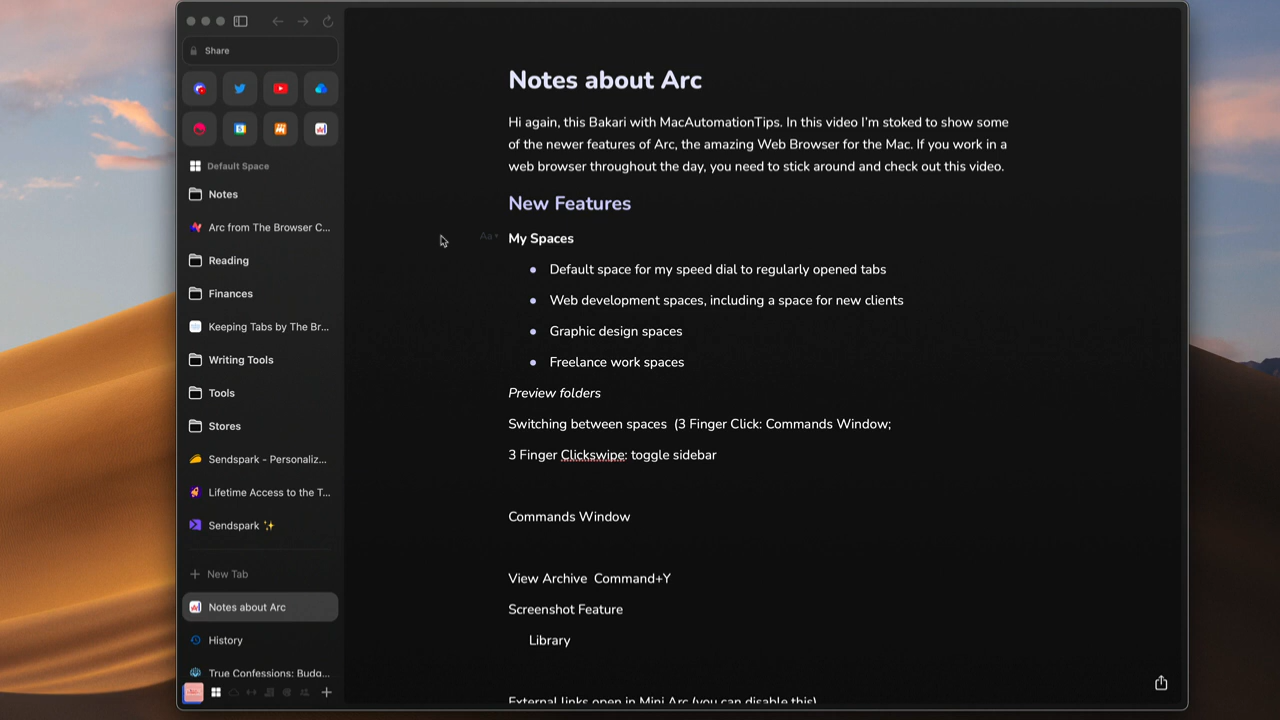 Share
Default Space
Notes
Arc from The Browser C...
Reading
Finances
Keeping Tabs by The Br...
Writing Tools
Tools
Stores
Sendspark - Personaliz...
Lifetime Access to the T...
Sendspark ✨
New Tab
Notes about Arc
History
True Confessions: Budg...
Notes about Arc
Hi again, this Bakari with MacAutomationTips. In this video I'm stoked to show some
of the newer features of Arc, the amazing Web Browser for the Mac. If you work in a
web browser throughout the day, you need to stick around and check out this video.
New Features
Aa
My Spaces
Default space for my speed dial to regularly opened tabs
Web development spaces, including a space for new clients
Graphic design spaces
Freelance work spaces
Preview folders
Switching between spaces  (3 Finger Click: Commands Window;
3 Finger Clickswipe: toggle sidebar
Commands Window
View Archive  Command+Y
Screenshot Feature
Library
External links open in Mini Arc (you can disable this)